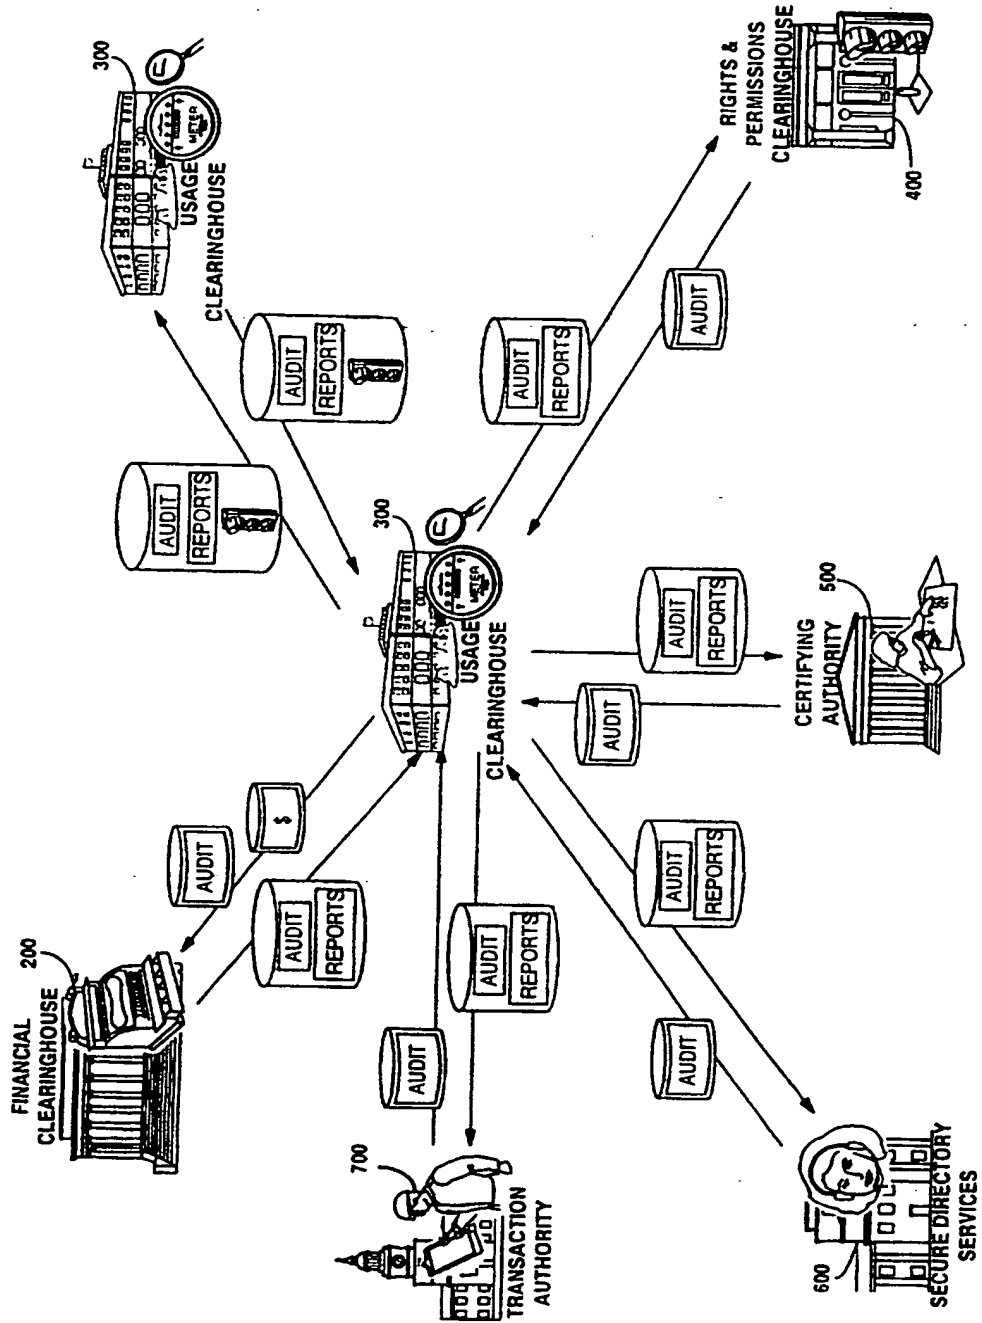 FINANCIAL
CLEARINGHOUSE
200
AUDIT
$
AUDIT
REPORTS
AUDIT
REPORTS
AUDIT
REPORTS
300
METER
USAGE
CLEARINGHOUSE
TRANSACTION
AUTHORITY
700
AUDIT
AUDIT
REPORTS
300
METER
USAGE
CLEARINGHOUSE
AUDIT
REPORTS
AUDIT
RIGHTS &
PERMISSIONS
CLEARINGHOUSE
400
SECURE DIRECTORY
SERVICES
600
AUDIT
AUDIT
REPORTS
AUDIT
AUDIT
REPORTS
CERTIFYING
AUTHORITY
500